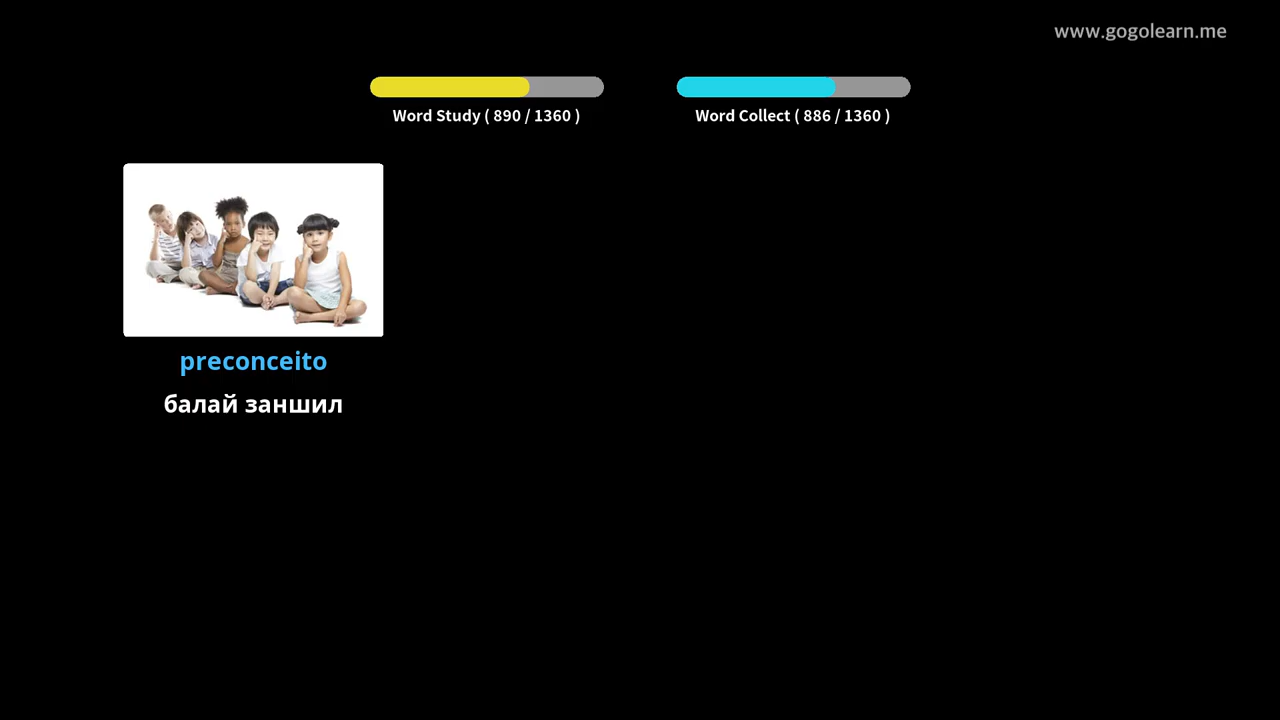 www.gogolearn.me
Word Study ( 890 / 1360 )
Word Collect ( 886 / 1360 )
preconceito
балай заншил